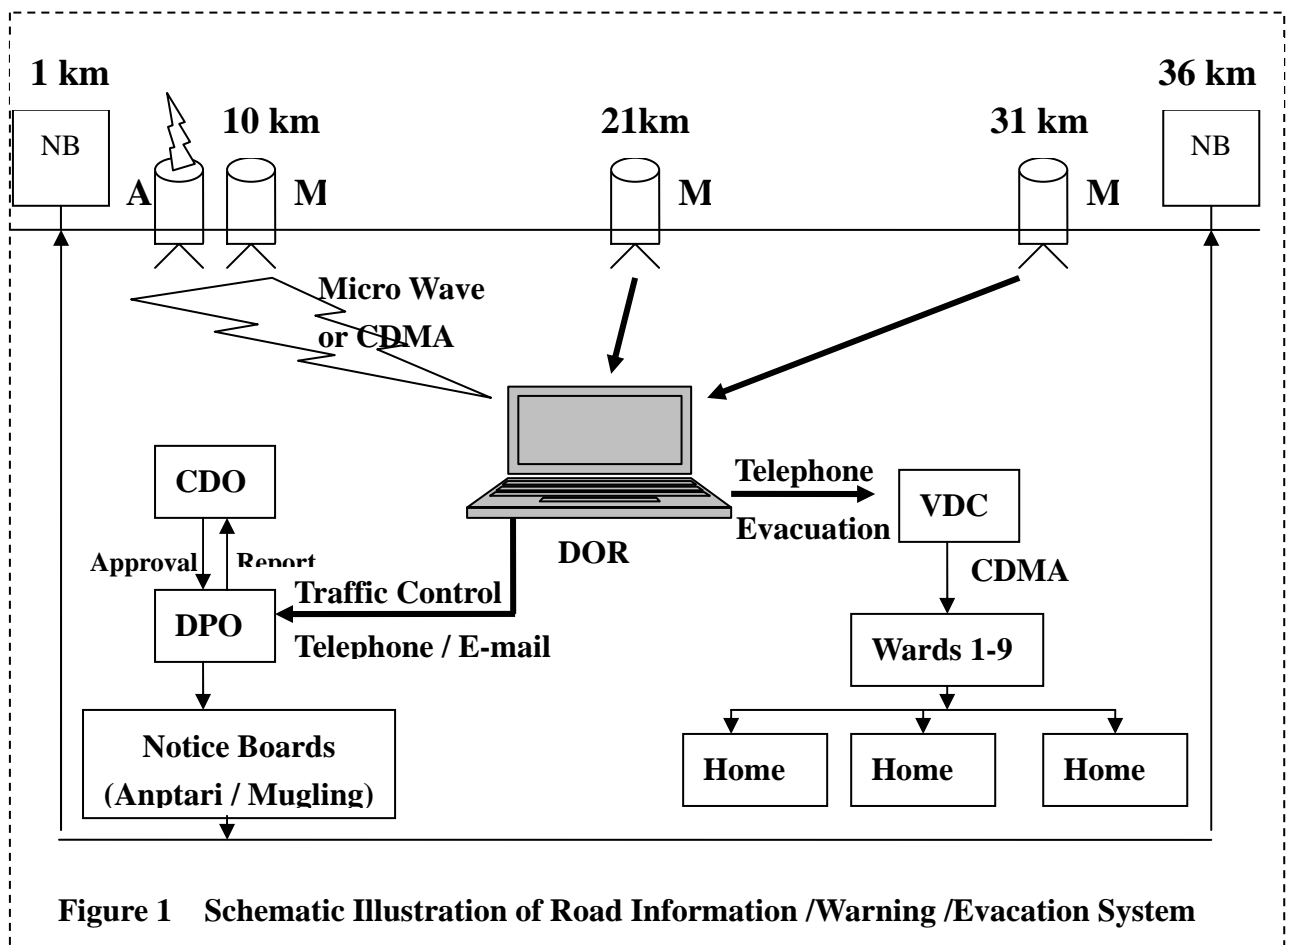 1 km
36 km
10 km
21km
31 km
NB
NB
A
M
M
M
Micro Wave
or CDMA
CDO
Telephone
VDC
Evacuation
DOR
Approval
Report
CDMA
Traffic Control
DPO
Telephone / E-mail
Wards 1-9
Notice Boards
(Anptari / Mugling)
Home
Home
Home
Figure 1 Schematic Illustration of Road Information /Warning /Evacation System